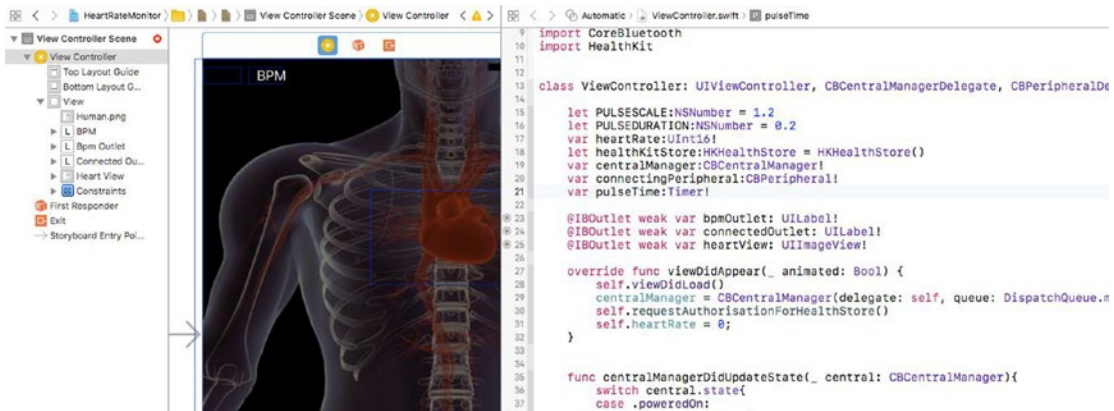 HeartRateMonitor
View Controller Scene
View Controller
Automatic
ViewController.swift
pulseTime
View Controller Scene
View Controller
Top Layout Guide
Bottom Layout G...
View
Human.png
L BPM
L Bpm Outlet
L Connected Ou...
Heart View
Constraints
First Responder
Exit
Storyboard Entry Poi...
BPM
9 import CoreBluetooth
10 import HealthKit
11
12
13 class ViewController: UIViewController, CBCentralManagerDelegate, CBPeripheralDe
14
15 let PULSESCALE:NSNumber = 1.2
16 let PULSEDURATION:NSNumber = 0.2
17 var heartRate:UInt16!
18 let healthKitStore:HKHealthStore = HKHealthStore()
19 var centralManager:CBCentralManager!
20 var connectingPeripheral:CBPeripheral!
21 var pulseTime:Timer!
22
23 @IBOutlet weak var bpmOutlet: UILabel!
24 @IBOutlet weak var connectedOutlet: UILabel!
25 @IBOutlet weak var heartView: UIImageView!
26
27 override func viewDidAppear(_ animated: Bool) {
28 self.viewDidLoad()
29 centralManager = CBCentralManager(delegate: self, queue: DispatchQueue.m
30 self.requestAuthorisationForHealthStore()
31 self.heartRate = 0;
32 }
33
34
35 func centralManagerDidUpdateState(_ central: CBCentralManager){
36 switch central.state{
37 case .poweredOn: